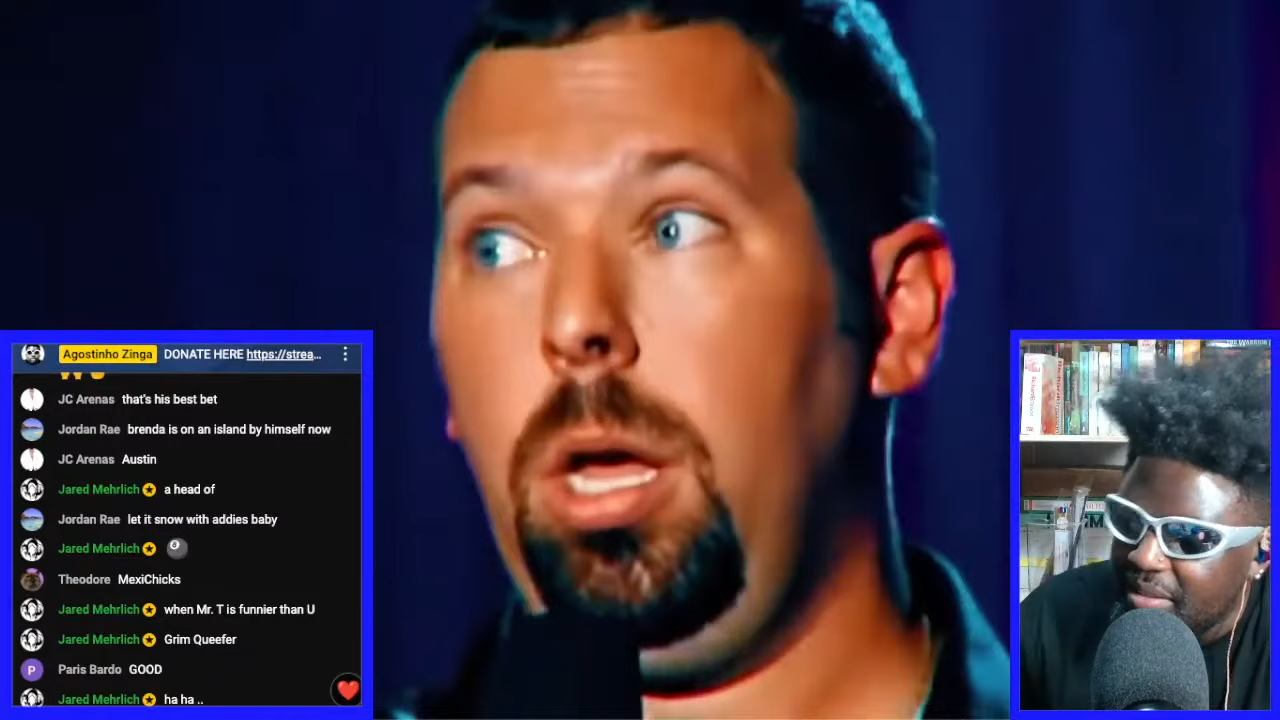 Agostinho Zinga DONATE HERE https://strea...
JC Arenas that's his best bet
Jordan Rae brenda is on an island by himself now
JC Arenas Austin
Jared Mehrlich a head of
Jordan Rae let it snow with addies baby
Jared Mehrlich
Theodore MexiChicks
Jared Mehrlich when Mr. T is funnier than U
Jared Mehrlich Grim Queefer
P Paris Bardo GOOD
Jared Mehrlich ha ha ..